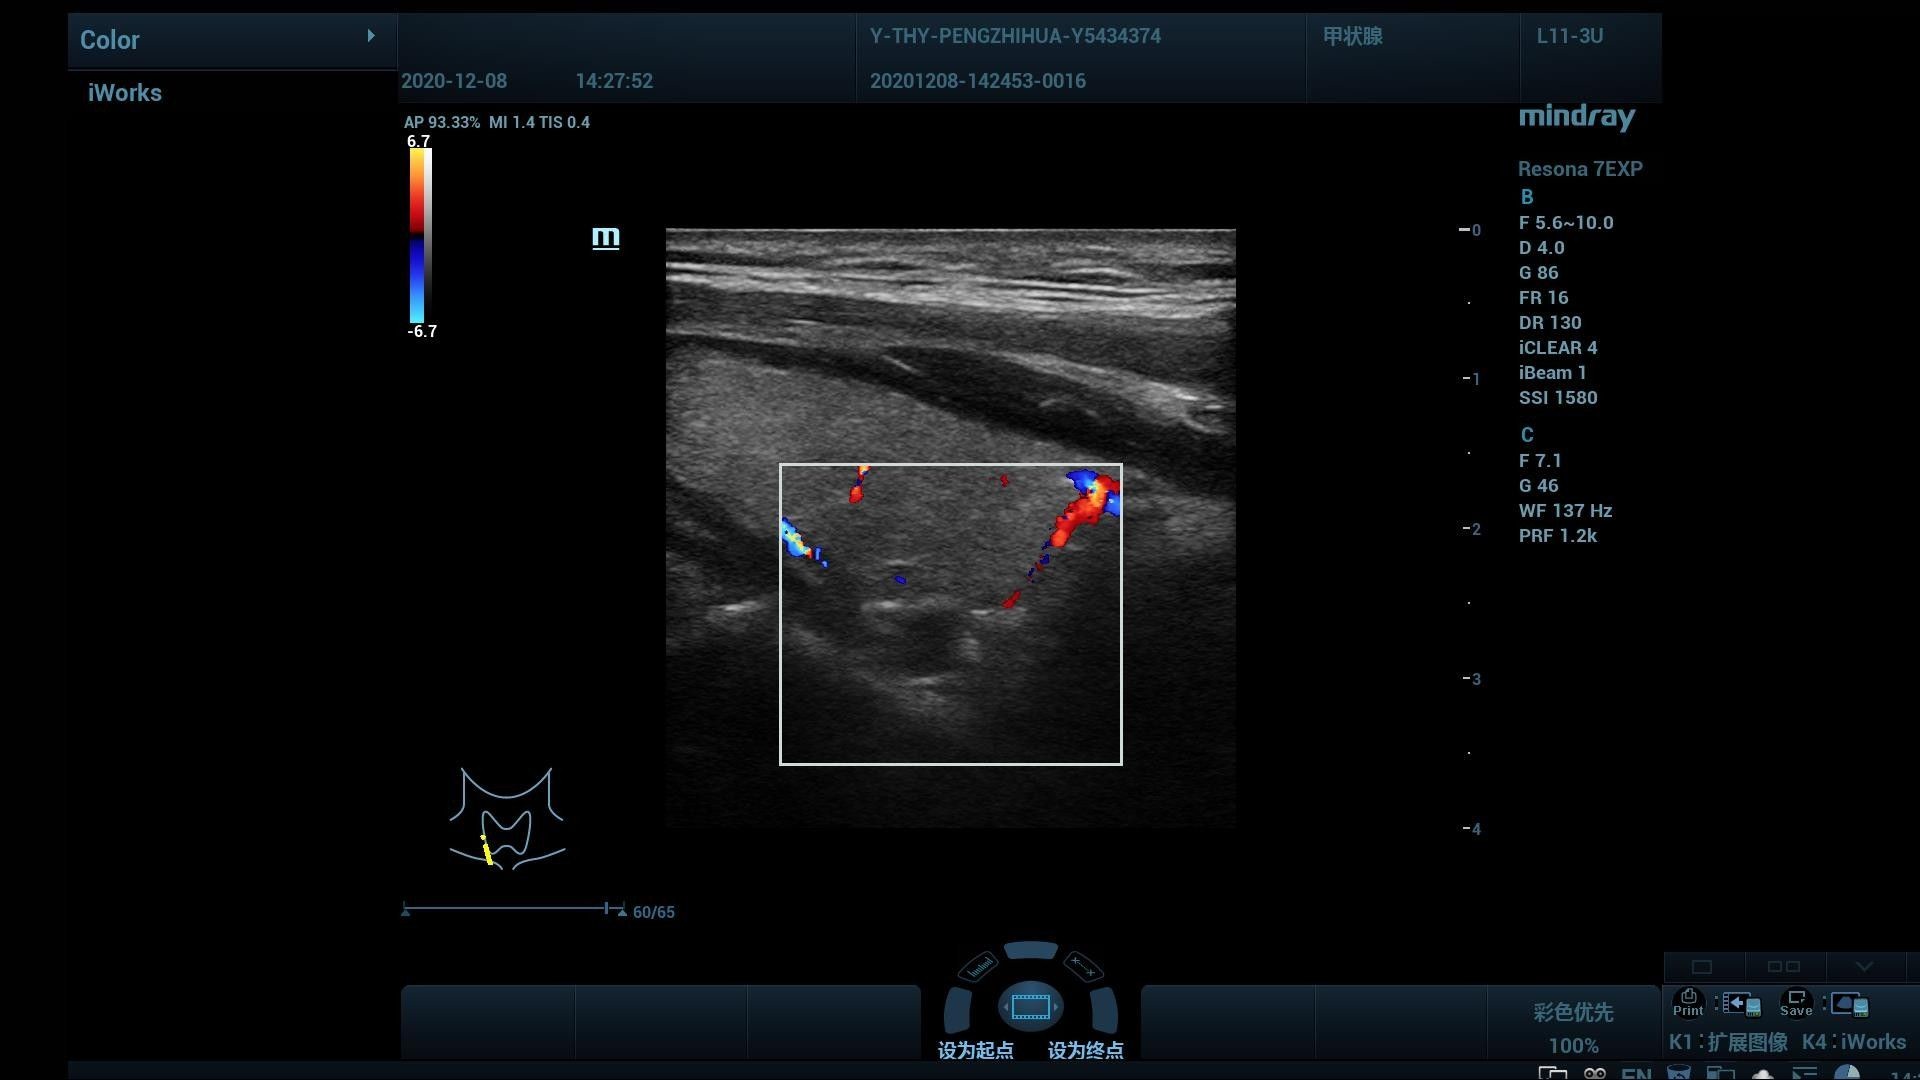 Color
iWorks
2020-12-08 14:27:52
Y-THY-PENGZHIHUA-Y5434374
20201208-142453-0016
甲状腺
L11-3U
AP 93.33% MI 1.4 TIS 0.4
6.7
-6.7
m
mindray
Resona 7EXP
B
F 5.6~10.0
D 4.0
G 86
FR 16
DR 130
iCLEAR 4
iBeam 1
SSI 1580
C
F 7.1
G 46
WF 137 Hz
PRF 1.2k
0
1
2
3
4
60/65
设为起点 设为终点
彩色优先
100%
Print
Save
K1:扩展图像 K4:iWorks
EN